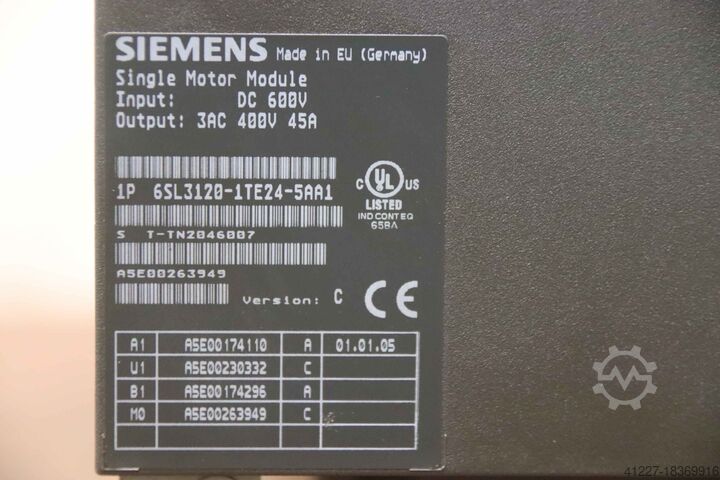 SIEMENS Made in EU (Germany)
Single Motor Module
Input: DC 600V
Output: 3AC 400V 45A
1P 6SL3120-1TE24-5AA1
C UL US
LISTED
IND CONT EQ
65BA
S T-TN2046007
A5E00263949
Version: C CE
A1 A5E00174110 A 01.01.05
U1 A5E00230332 C
B1 A5E00174296 A
M0 A5E00263949 C
41227-18369916